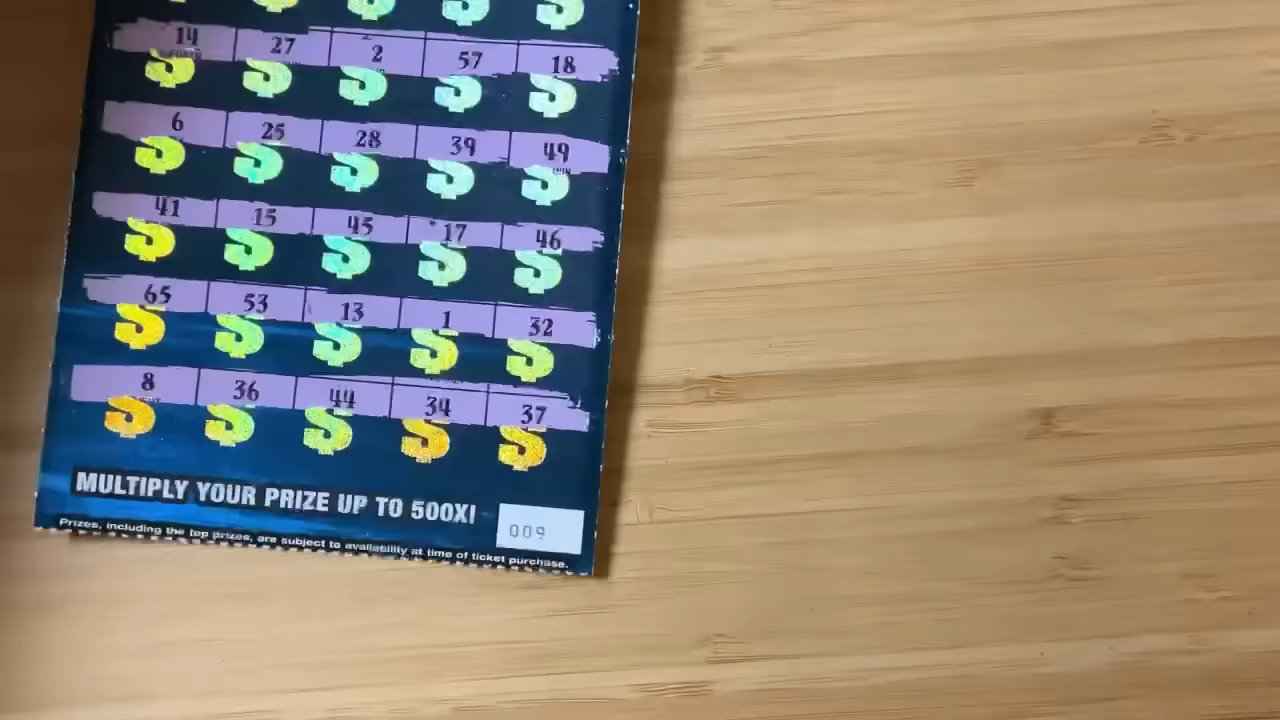 14 27 2 57 18
6 25 28 39 49
41 15 45 17 46
65 53 13 1 32
8 36 44 34 37
MULTIPLY YOUR PRIZE UP TO 500X!
009
Prizes, including the top prizes, are subject to availability at time of ticket purchase.